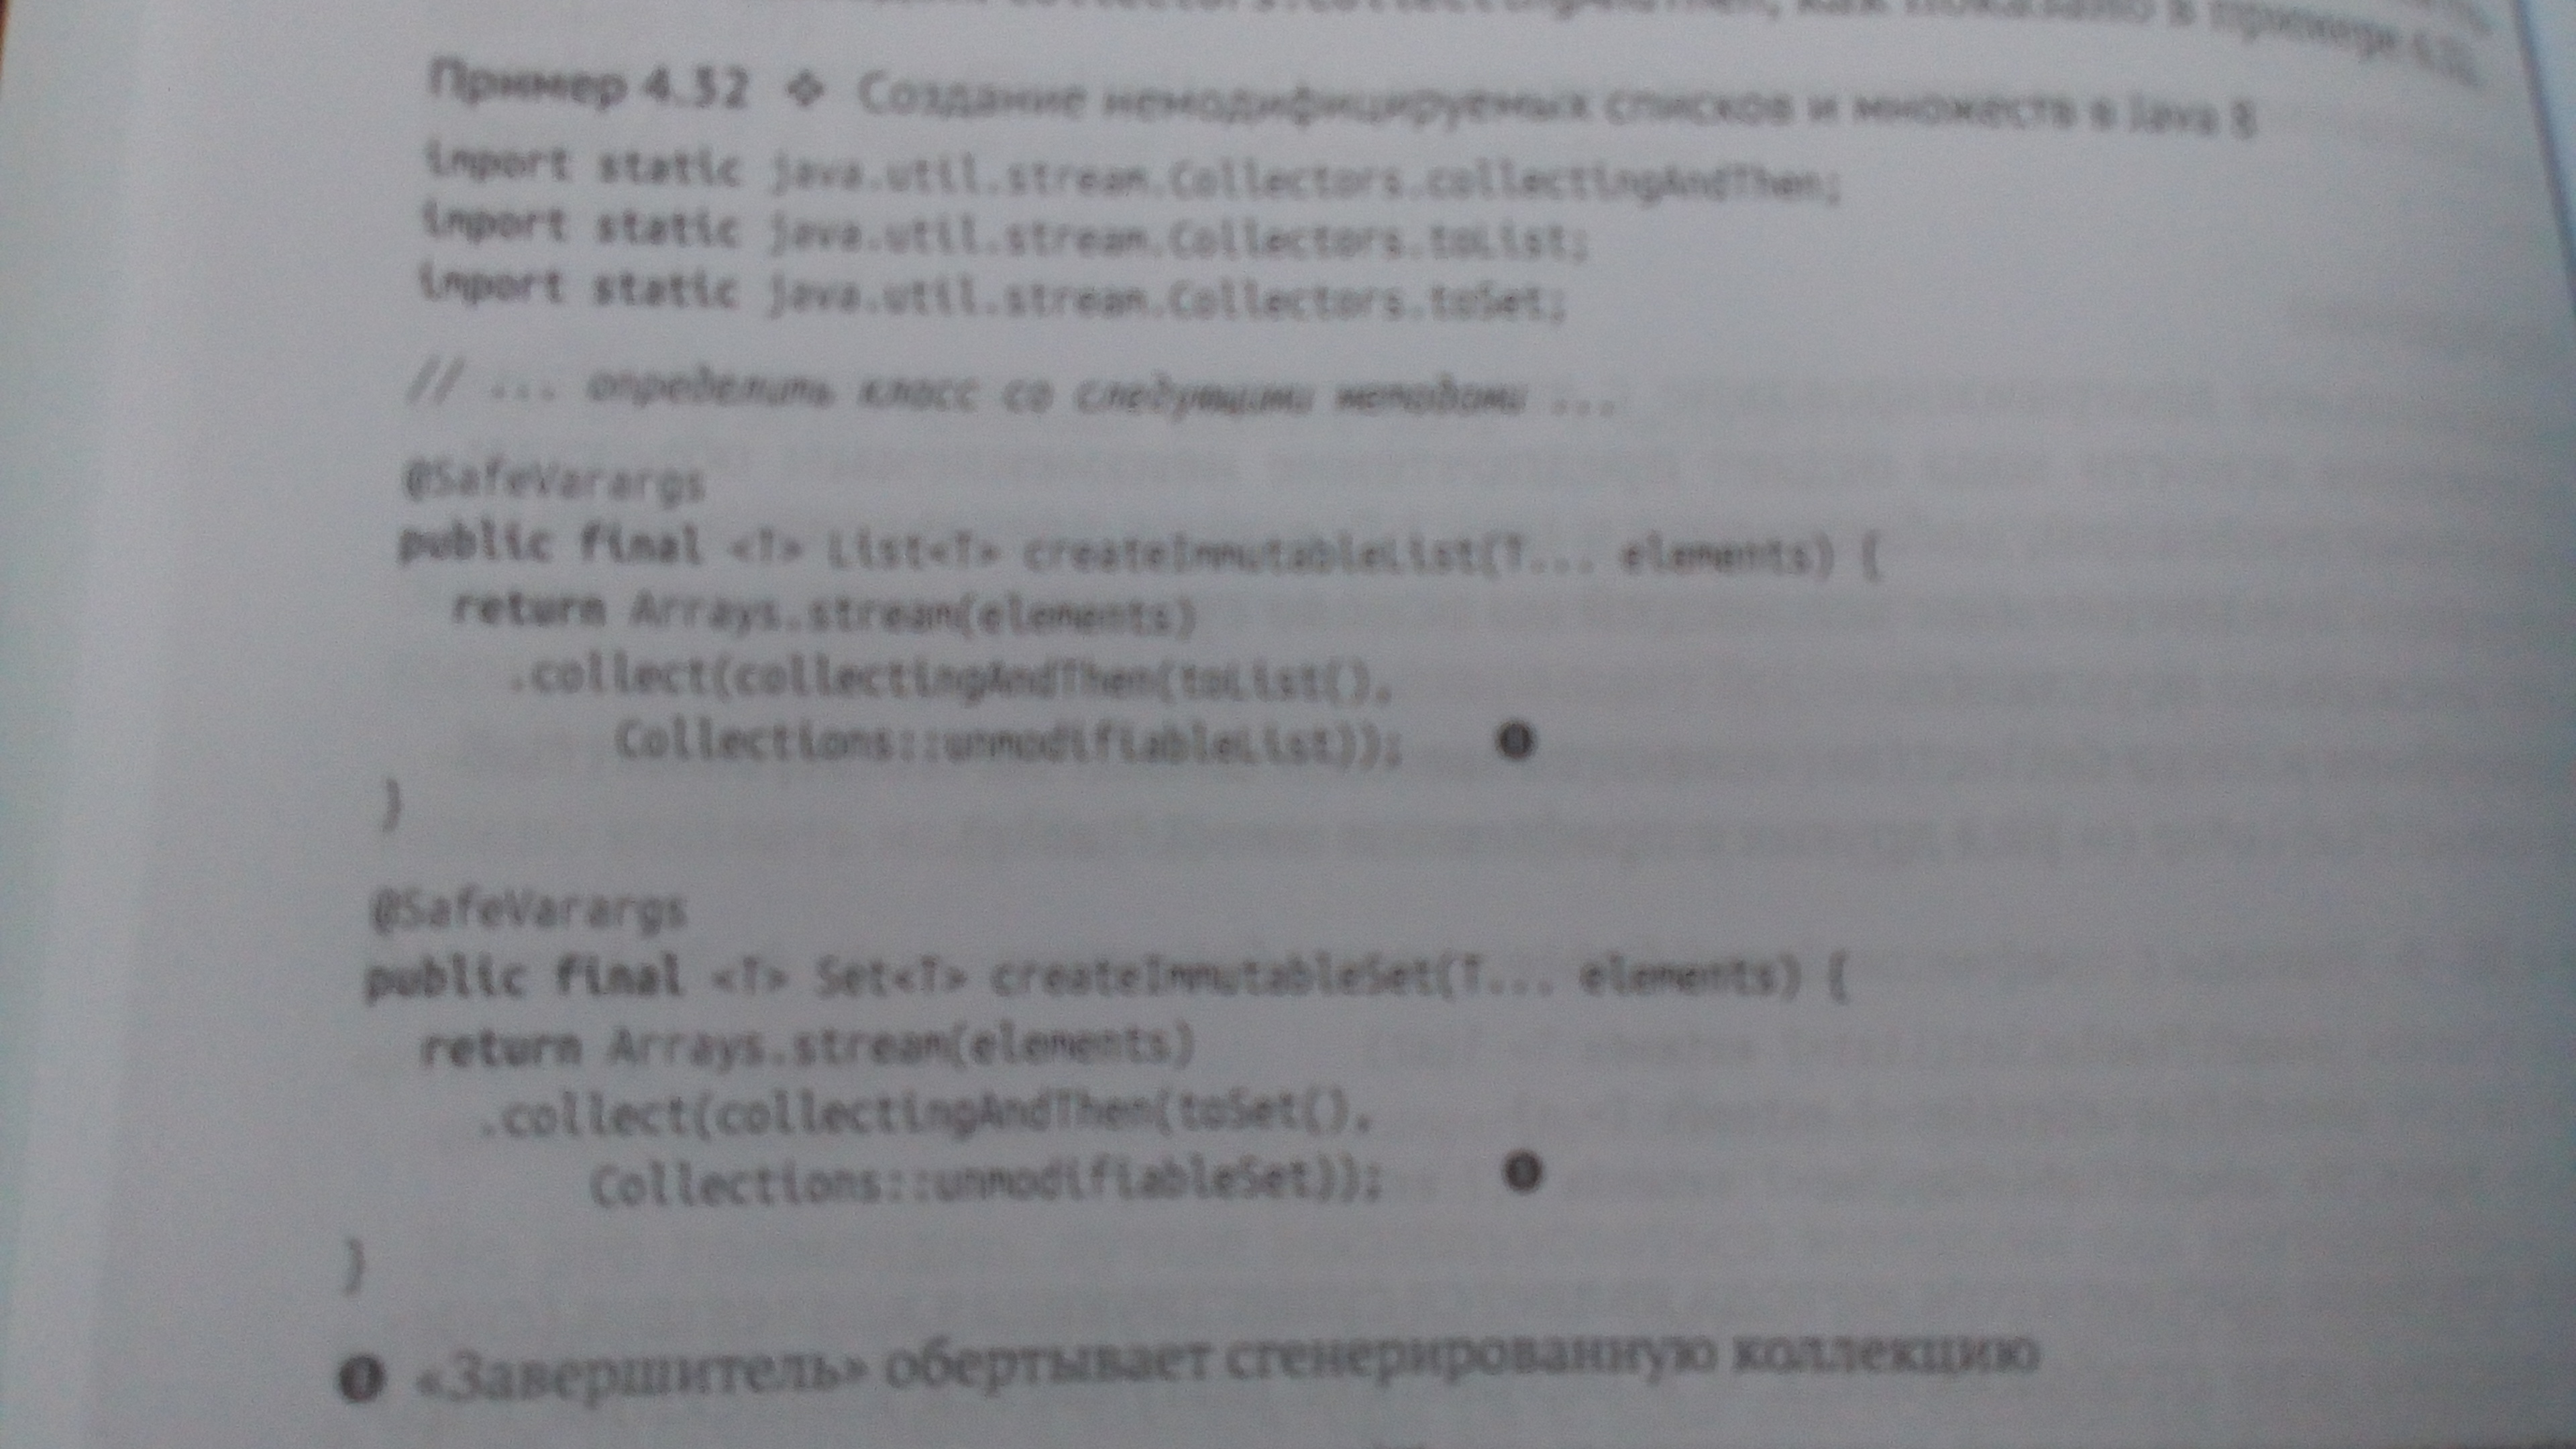 Collectors.collectingAndThen, как показано в примере
Пример 4.32 ❖ Создание немодифицируемых списков и множеств в Java 8
import static java.util.stream.Collectors.collectingAndThen;
import static java.util.stream.Collectors.toList;
import static java.util.stream.Collectors.toSet;
// ... определить класс со следующими методами ...
@SafeVarargs
public final <T> List<T> createImmutableList(T... elements) {
return Arrays.stream(elements)
.collect(collectingAndThen(toList(),
Collections::unmodifiableList)); ❶
}
@SafeVarargs
public final <T> Set<T> createImmutableSet(T... elements) {
return Arrays.stream(elements)
.collect(collectingAndThen(toSet(),
Collections::unmodifiableSet)); ❶
}
❶ «Завершитель» обертывает сгенерированную коллекцию